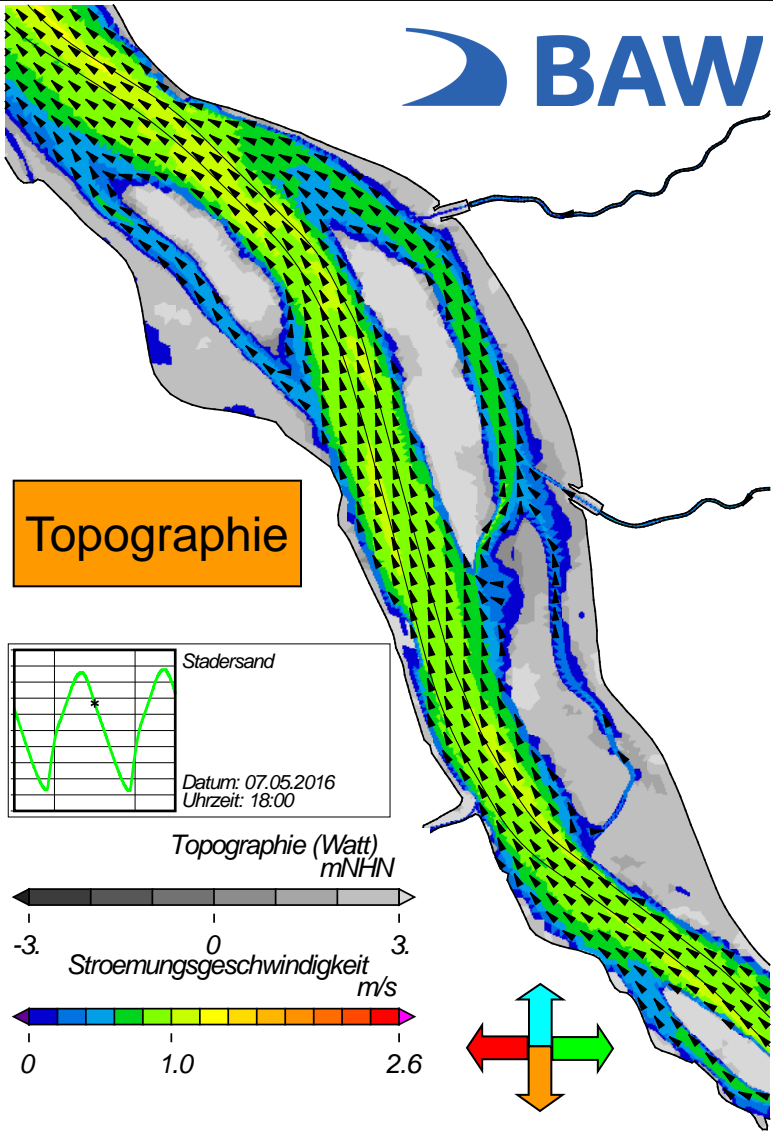 BAW
Topographie
Stadersand
Datum: 07.05.2016
Uhrzeit: 18:00
Topographie (Watt)
mNHN
-3. 0 3.
Stroemungsgeschwindigkeit
m/s
0 1.0 2.6